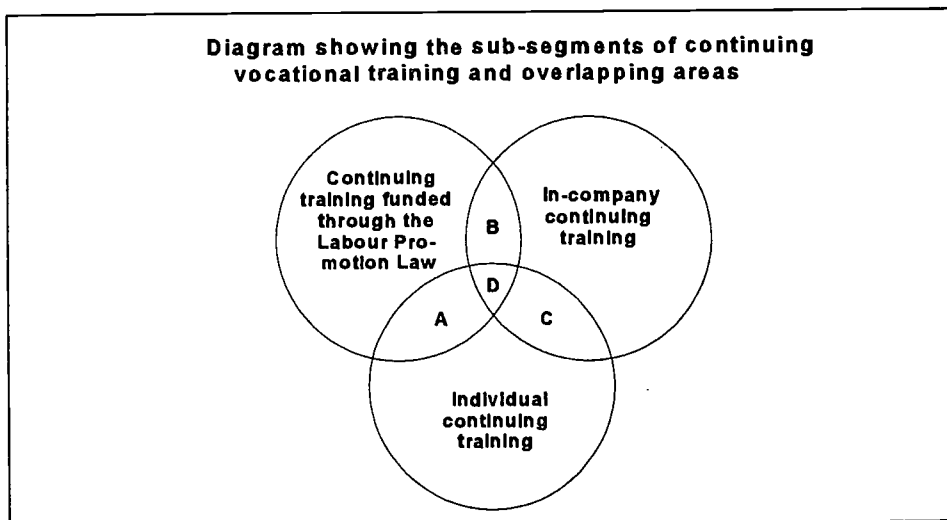 Diagram showing the sub-segments of continuing
vocational training and overlapping areas
Continuing
training funded
through the
Labour Pro-
motion Law
B
In-company
continuing
training
D
A
C
Individual
continuing
training